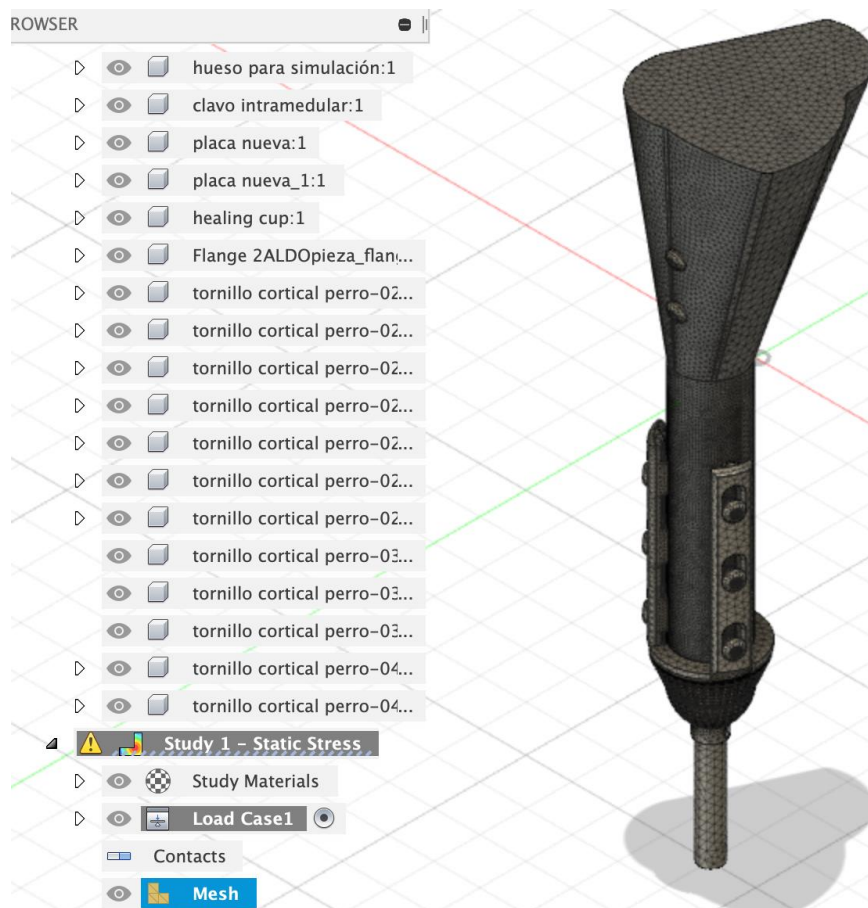 ROWSER
hueso para simulación:1
clavo intramedular:1
placa nueva:1
placa nueva_1:1
healing cup:1
Flange 2ALDOpieza_flan...
tornillo cortical perro-02...
tornillo cortical perro-02...
tornillo cortical perro-02...
tornillo cortical perro-02...
tornillo cortical perro-02...
tornillo cortical perro-02...
tornillo cortical perro-02...
tornillo cortical perro-03...
tornillo cortical perro-03...
tornillo cortical perro-03...
tornillo cortical perro-04...
tornillo cortical perro-04...
Study 1 - Static Stress
Study Materials
Load Case1
Contacts
Mesh